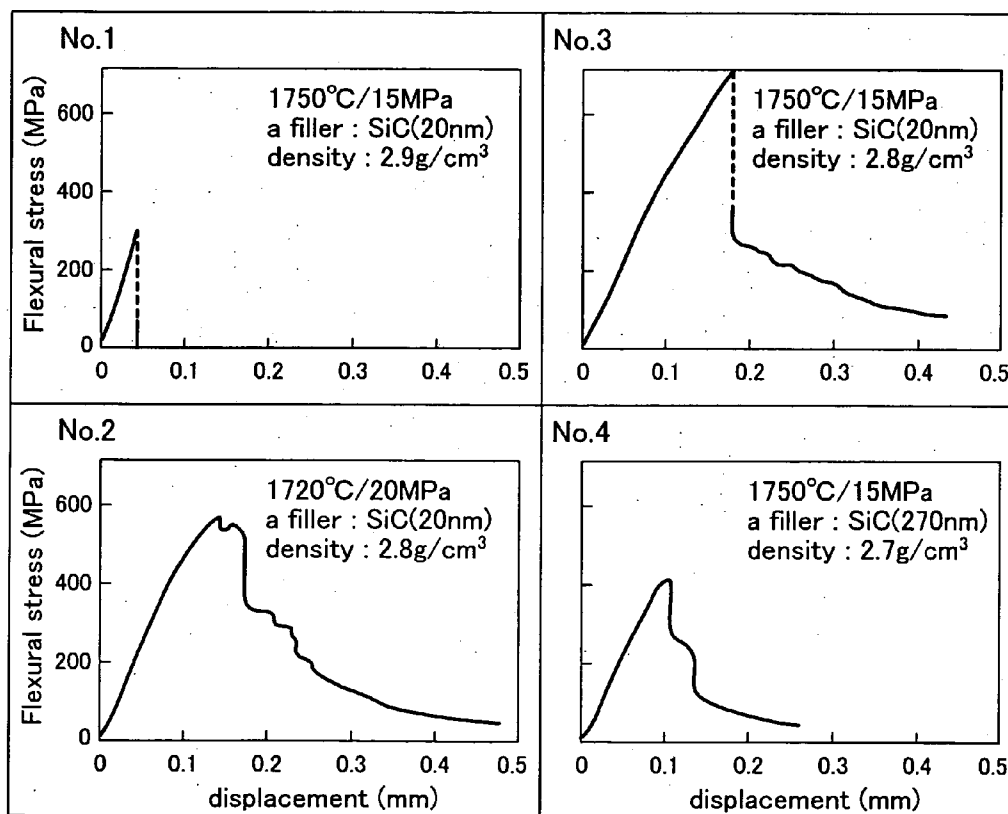 No.1
1750°C/15MPa
a filler : SiC(20nm)
density : 2.9g/cm³
Flexural stress (MPa)
600
400
200
0
0 0.1 0.2 0.3 0.4 0.5
No.3
1750°C/15MPa
a filler : SiC(20nm)
density : 2.8g/cm³
0 0.1 0.2 0.3 0.4 0.5
No.2
1720°C/20MPa
a filler : SiC(20nm)
density : 2.8g/cm³
Flexural stress (MPa)
600
400
200
0
0 0.1 0.2 0.3 0.4 0.5
displacement (mm)
No.4
1750°C/15MPa
a filler : SiC(270nm)
density : 2.7g/cm³
0 0.1 0.2 0.3 0.4 0.5
displacement (mm)